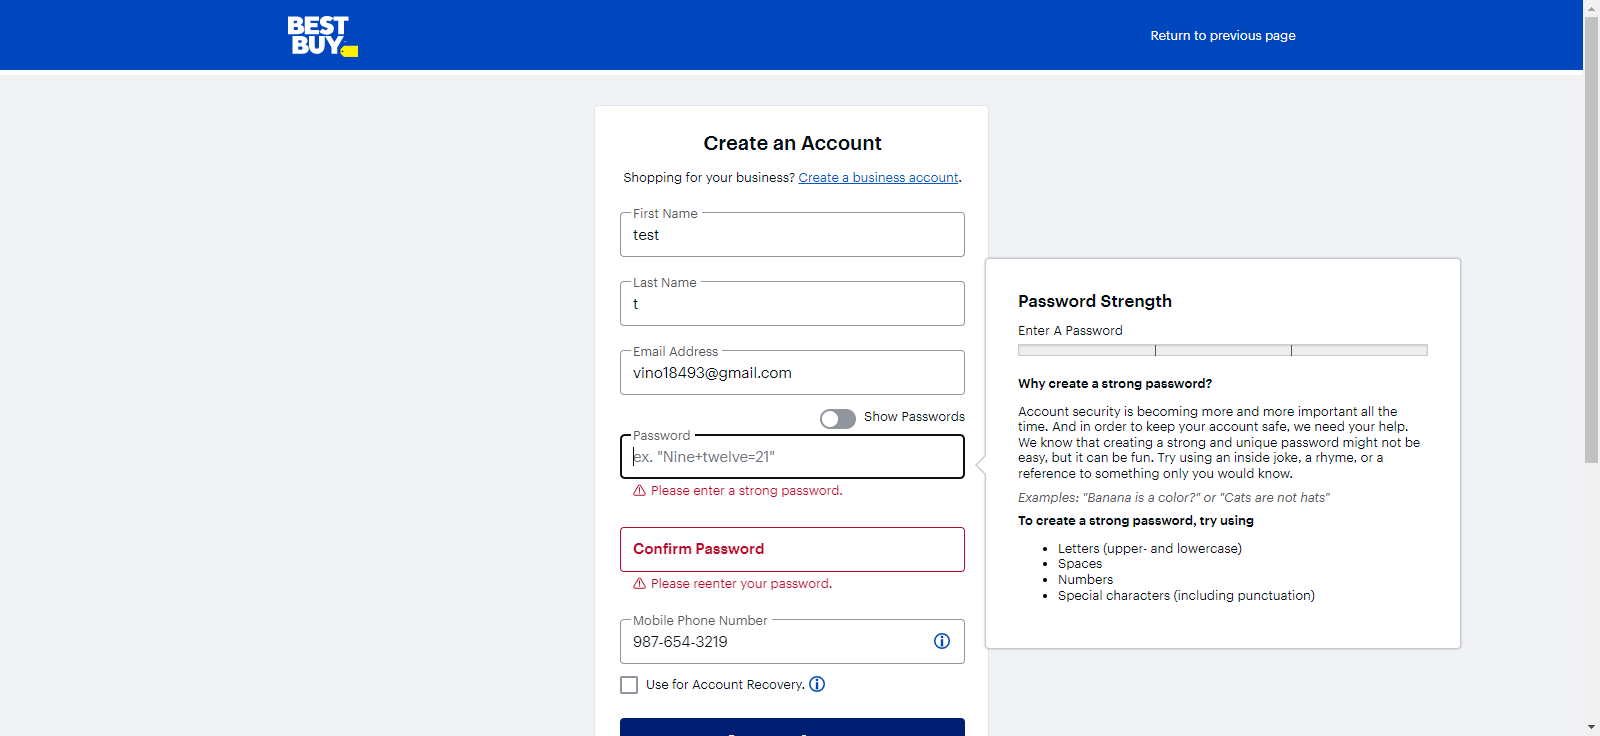 BEST
BUY
Return to previous page
Create an Account
Shopping for your business? Create a business account.
First Name
test
Last Name
t
Email Address
vino18493@gmail.com
Show Passwords
Password
ex. "Nine+twelve=21"
Please enter a strong password.
Confirm Password
Please reenter your password.
Mobile Phone Number
987-654-3219
Use for Account Recovery.
Password Strength
Enter A Password
Why create a strong password?
Account security is becoming more and more important all the
time. And in order to keep your account safe, we need your help.
We know that creating a strong and unique password might not be
easy, but it can be fun. Try using an inside joke, a rhyme, or a
reference to something only you would know.
Examples: "Banana is a color?" or "Cats are not hats"
To create a strong password, try using
Letters (upper- and lowercase)
Spaces
Numbers
Special characters (including punctuation)